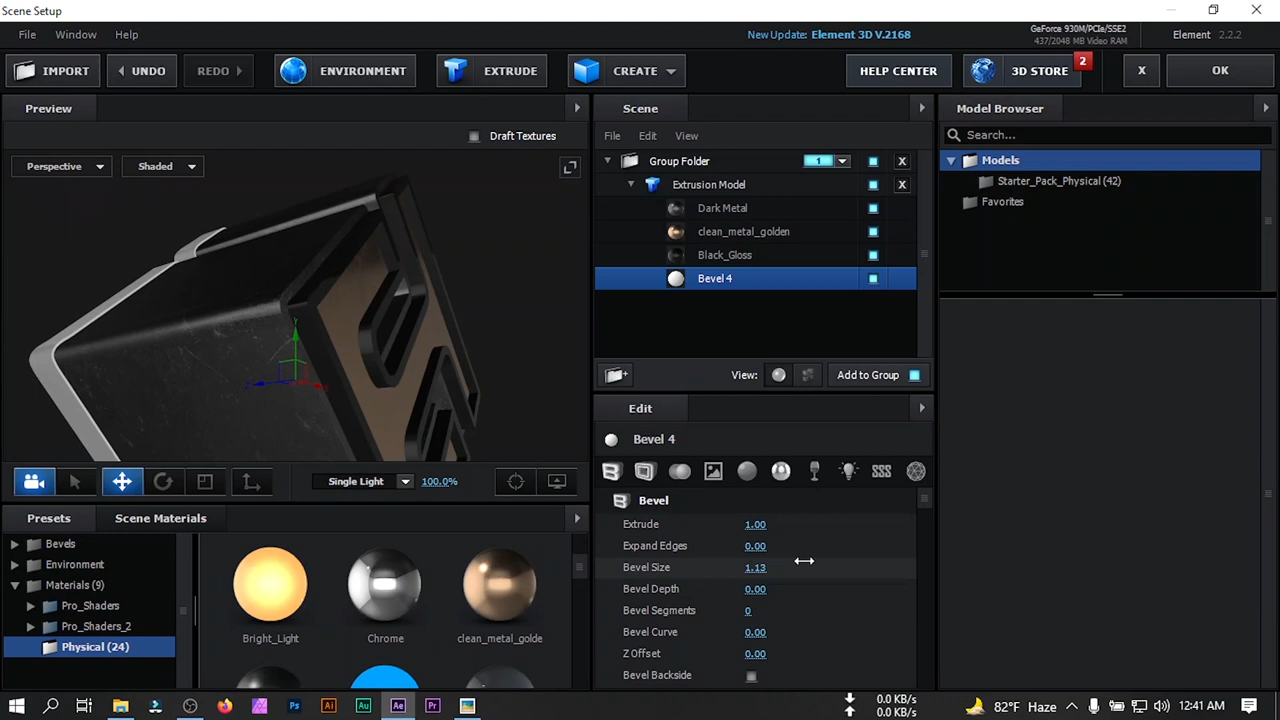 Scene Setup
File Window Help
New Update: Element 3D V.2168
GeForce 930M/PCIe/SSE2
437/2048 MB Video RAM
Element 2.2.2
IMPORT UNDO REDO ENVIRONMENT EXTRUDE CREATE HELP CENTER 3D STORE 2 X OK
Preview
Draft Textures
Perspective Shaded
Single Light 100.0%
Presets Scene Materials
Bevels
Environment
Materials (9)
Pro_Shaders
Pro_Shaders_2
Physical (24)
Bright_Light Chrome clean_metal_golde
Scene
File Edit View
Group Folder 1 X
Extrusion Model X
Dark Metal
clean_metal_golden
Black_Gloss
Bevel 4
View: Add to Group
Edit
Bevel 4
Bevel
Extrude 1.00
Expand Edges 0.00
Bevel Size 1.13
Bevel Depth 0.00
Bevel Segments 0
Bevel Curve 0.00
Z Offset 0.00
Bevel Backside
Model Browser
Search...
Models
Starter_Pack_Physical (42)
Favorites
Ps Ai Au Ae Pr
0.0 KB/s
0.0 KB/s
82°F Haze
12:41 AM